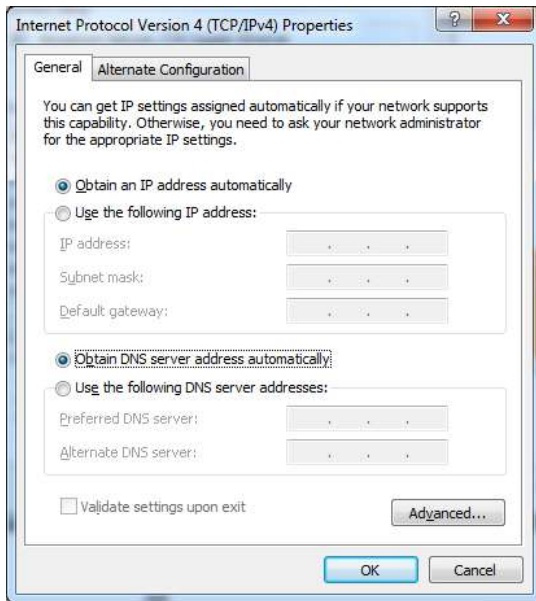 Internet Protocol Version 4 (TCP/IPv4) Properties
?
General
Alternate Configuration
You can get IP settings assigned automatically if your network supports
this capability. Otherwise, you need to ask your network administrator
for the appropriate IP settings.
Obtain an IP address automatically
Use the following IP address:
IP address:
Subnet mask:
Default gateway:
Obtain DNS server address automatically
Use the following DNS server addresses:
Preferred DNS server:
Alternate DNS server:
Validate settings upon exit
Advanced...
OK
Cancel